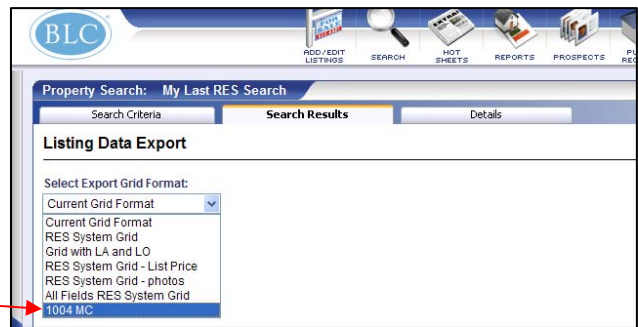 BLC
FOR SALE
ADD/EDIT LISTINGS SEARCH HOT SHEETS REPORTS PROSPECTS
Property Search: My Last RES Search
Search Criteria Search Results Details
Listing Data Export
Select Export Grid Format:
Current Grid Format
Current Grid Format
RES System Grid
Grid with LA and LO
RES System Grid - List Price
RES System Grid - photos
All Fields RES System Grid
1004 MC